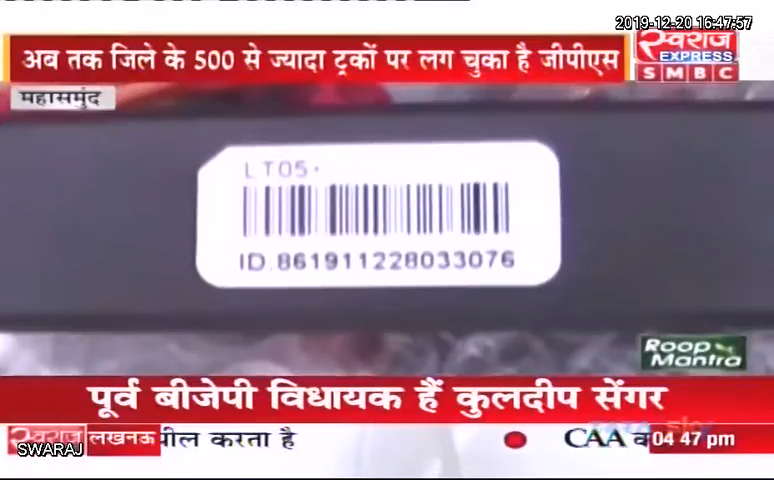 2019-12-20 16:47:57
अब तक जिले के 500 से ज्यादा ट्रकों पर लग चुका है जीपीएस
स्वराज
EXPRESS
SMBC
महासमुंद
LT05-
ID.861911228033076
Roop
Mantra
पूर्व बीजेपी विधायक हैं कुलदीप सेंगर
स्वराज लखनऊ पील करता है CAA व 04 47 pm
SWARAJ